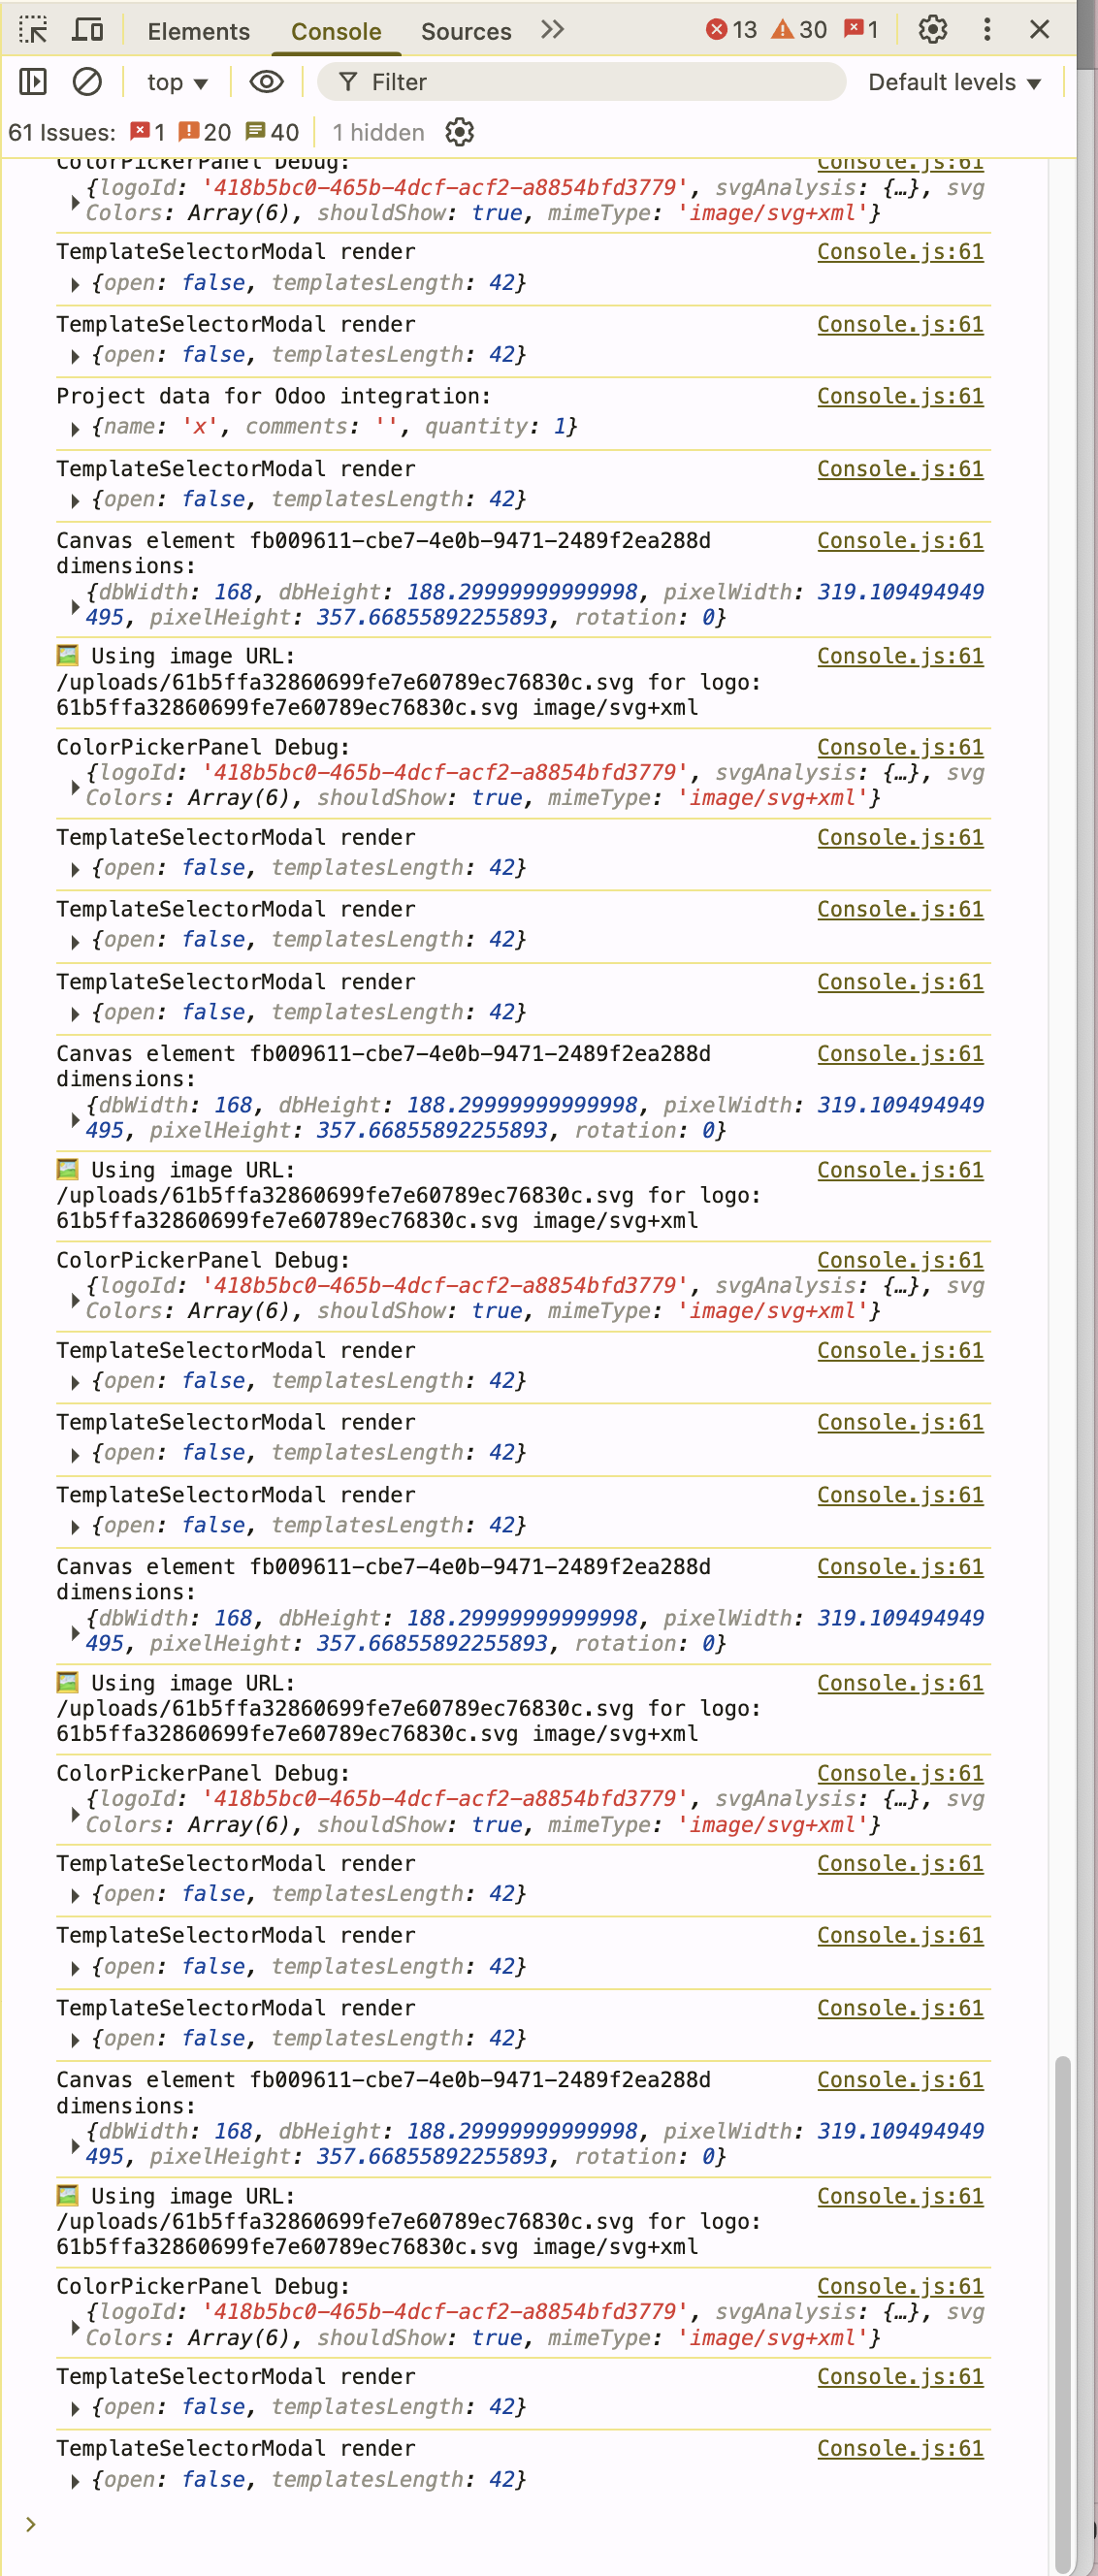 Elements Console Sources 13 30 1
top Filter Default levels
61 Issues: 1 20 40 1 hidden
ColorPickerPanel Debug: Console.js:61
{logoId: '418b5bc0-465b-4dcf-acf2-a8854bfd3779', svgAnalysis: {…}, svg
Colors: Array(6), shouldShow: true, mimeType: 'image/svg+xml'}
TemplateSelectorModal render Console.js:61
{open: false, templatesLength: 42}
TemplateSelectorModal render Console.js:61
{open: false, templatesLength: 42}
Project data for Odoo integration: Console.js:61
{name: 'x', comments: '', quantity: 1}
TemplateSelectorModal render Console.js:61
{open: false, templatesLength: 42}
Canvas element fb009611-cbe7-4e0b-9471-2489f2ea288d Console.js:61
dimensions:
{dbWidth: 168, dbHeight: 188.29999999999998, pixelWidth: 319.109494949
495, pixelHeight: 357.66855892255893, rotation: 0}
🖼️ Using image URL: Console.js:61
/uploads/61b5ffa32860699fe7e60789ec76830c.svg for logo:
61b5ffa32860699fe7e60789ec76830c.svg image/svg+xml
ColorPickerPanel Debug: Console.js:61
{logoId: '418b5bc0-465b-4dcf-acf2-a8854bfd3779', svgAnalysis: {…}, svg
Colors: Array(6), shouldShow: true, mimeType: 'image/svg+xml'}
TemplateSelectorModal render Console.js:61
{open: false, templatesLength: 42}
TemplateSelectorModal render Console.js:61
{open: false, templatesLength: 42}
TemplateSelectorModal render Console.js:61
{open: false, templatesLength: 42}
Canvas element fb009611-cbe7-4e0b-9471-2489f2ea288d Console.js:61
dimensions:
{dbWidth: 168, dbHeight: 188.29999999999998, pixelWidth: 319.109494949
495, pixelHeight: 357.66855892255893, rotation: 0}
🖼️ Using image URL: Console.js:61
/uploads/61b5ffa32860699fe7e60789ec76830c.svg for logo:
61b5ffa32860699fe7e60789ec76830c.svg image/svg+xml
ColorPickerPanel Debug: Console.js:61
{logoId: '418b5bc0-465b-4dcf-acf2-a8854bfd3779', svgAnalysis: {…}, svg
Colors: Array(6), shouldShow: true, mimeType: 'image/svg+xml'}
TemplateSelectorModal render Console.js:61
{open: false, templatesLength: 42}
TemplateSelectorModal render Console.js:61
{open: false, templatesLength: 42}
TemplateSelectorModal render Console.js:61
{open: false, templatesLength: 42}
Canvas element fb009611-cbe7-4e0b-9471-2489f2ea288d Console.js:61
dimensions:
{dbWidth: 168, dbHeight: 188.29999999999998, pixelWidth: 319.109494949
495, pixelHeight: 357.66855892255893, rotation: 0}
🖼️ Using image URL: Console.js:61
/uploads/61b5ffa32860699fe7e60789ec76830c.svg for logo:
61b5ffa32860699fe7e60789ec76830c.svg image/svg+xml
ColorPickerPanel Debug: Console.js:61
{logoId: '418b5bc0-465b-4dcf-acf2-a8854bfd3779', svgAnalysis: {…}, svg
Colors: Array(6), shouldShow: true, mimeType: 'image/svg+xml'}
TemplateSelectorModal render Console.js:61
{open: false, templatesLength: 42}
TemplateSelectorModal render Console.js:61
{open: false, templatesLength: 42}
TemplateSelectorModal render Console.js:61
{open: false, templatesLength: 42}
Canvas element fb009611-cbe7-4e0b-9471-2489f2ea288d Console.js:61
dimensions:
{dbWidth: 168, dbHeight: 188.29999999999998, pixelWidth: 319.109494949
495, pixelHeight: 357.66855892255893, rotation: 0}
🖼️ Using image URL: Console.js:61
/uploads/61b5ffa32860699fe7e60789ec76830c.svg for logo:
61b5ffa32860699fe7e60789ec76830c.svg image/svg+xml
ColorPickerPanel Debug: Console.js:61
{logoId: '418b5bc0-465b-4dcf-acf2-a8854bfd3779', svgAnalysis: {…}, svg
Colors: Array(6), shouldShow: true, mimeType: 'image/svg+xml'}
TemplateSelectorModal render Console.js:61
{open: false, templatesLength: 42}
TemplateSelectorModal render Console.js:61
{open: false, templatesLength: 42}